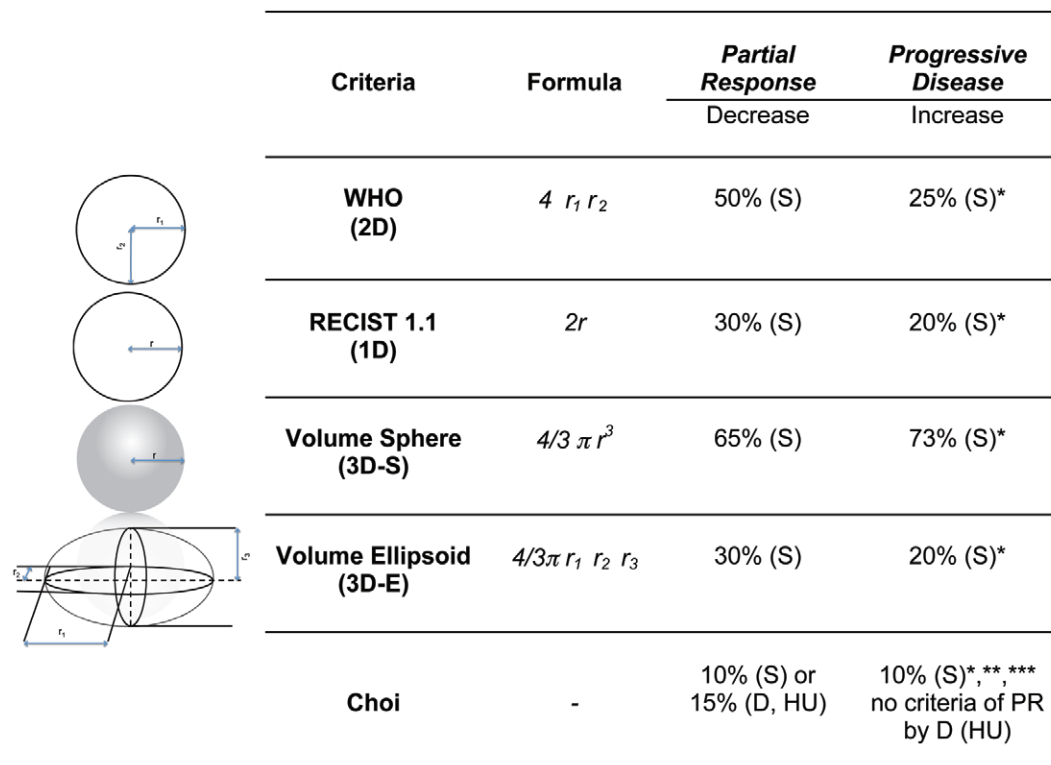 Criteria Formula Partial Response Progressive Disease
Decrease Increase
r₁
r₂
WHO (2D) 4 r₁ r₂ 50% (S) 25% (S)*
r
RECIST 1.1 (1D) 2r 30% (S) 20% (S)*
r
Volume Sphere (3D-S) 4/3 π r³ 65% (S) 73% (S)*
r₃
r₂
r₁
Volume Ellipsoid (3D-E) 4/3π r₁ r₂ r₃ 30% (S) 20% (S)*
Choi - 10% (S) or 15% (D, HU) 10% (S)*,**,*** no criteria of PR by D (HU)